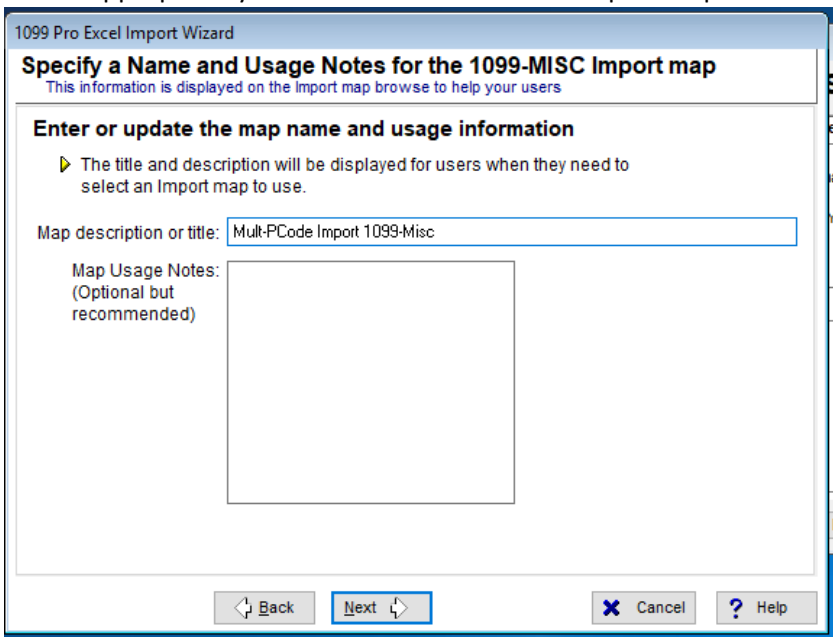 1099 Pro Excel Import Wizard
Specify a Name and Usage Notes for the 1099-MISC Import map
This information is displayed on the Import map browse to help your users
Enter or update the map name and usage information
The title and description will be displayed for users when they need to
select an Import map to use.
Map description or title: Mult-PCode Import 1099-Misc
Map Usage Notes:
(Optional but
recommended)
Back Next Cancel ? Help